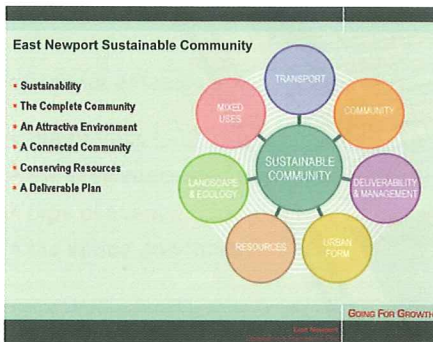 East Newport Sustainable Community
• Sustainability
• The Complete Community
• An Attractive Environment
• A Connected Community
• Conserving Resources
• A Deliverable Plan
TRANSPORT
COMMUNITY
DELIVERABILITY
& MANAGEMENT
URBAN
FORM
RESOURCES
LANDSCAPE
& ECOLOGY
MIXED
USES
SUSTAINABLE
COMMUNITY
GOING FOR GROWTH
East Newport